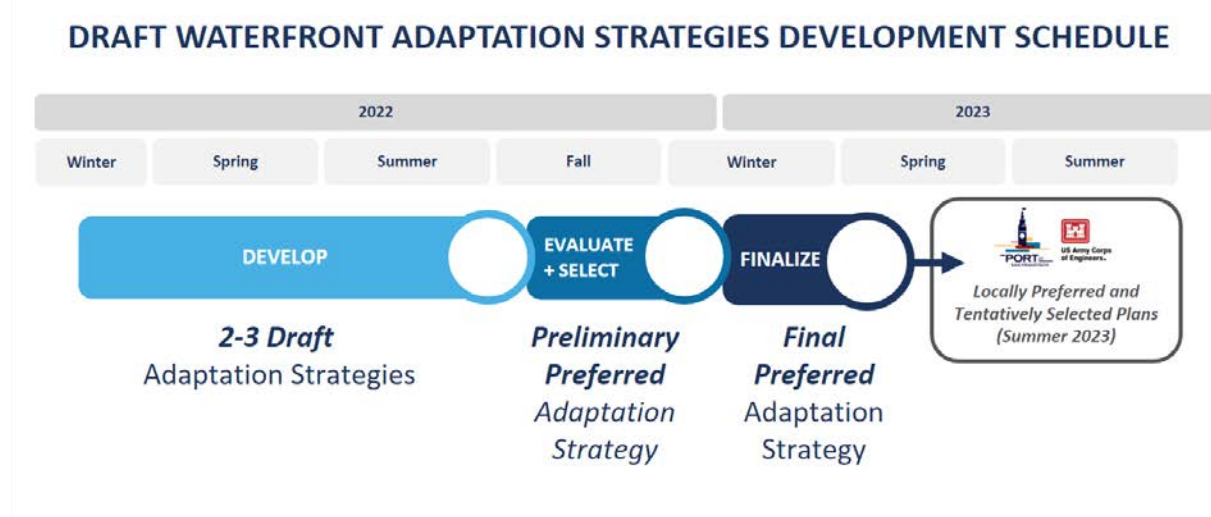 DRAFT WATERFRONT ADAPTATION STRATEGIES DEVELOPMENT SCHEDULE
2022
2023
Winter
Spring
Summer
Fall
Winter
Spring
Summer
DEVELOP
EVALUATE
+ SELECT
FINALIZE
PORT
US Army Corps
of Engineers
Locally Preferred and
Tentatively Selected Plans
(Summer 2023)
2-3 Draft
Adaptation Strategies
Preliminary
Preferred
Adaptation
Strategy
Final
Preferred
Adaptation
Strategy